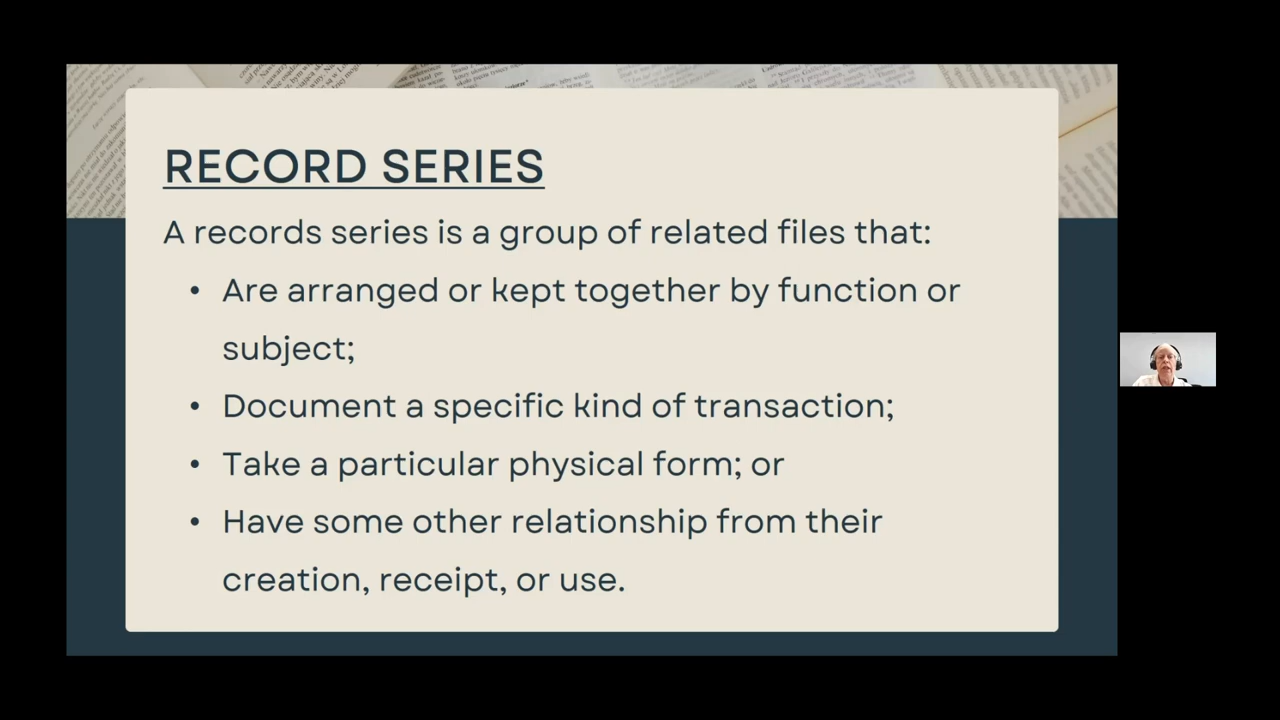 RECORD SERIES
A records series is a group of related files that:
• Are arranged or kept together by function or
subject;
• Document a specific kind of transaction;
• Take a particular physical form; or
• Have some other relationship from their
creation, receipt, or use.